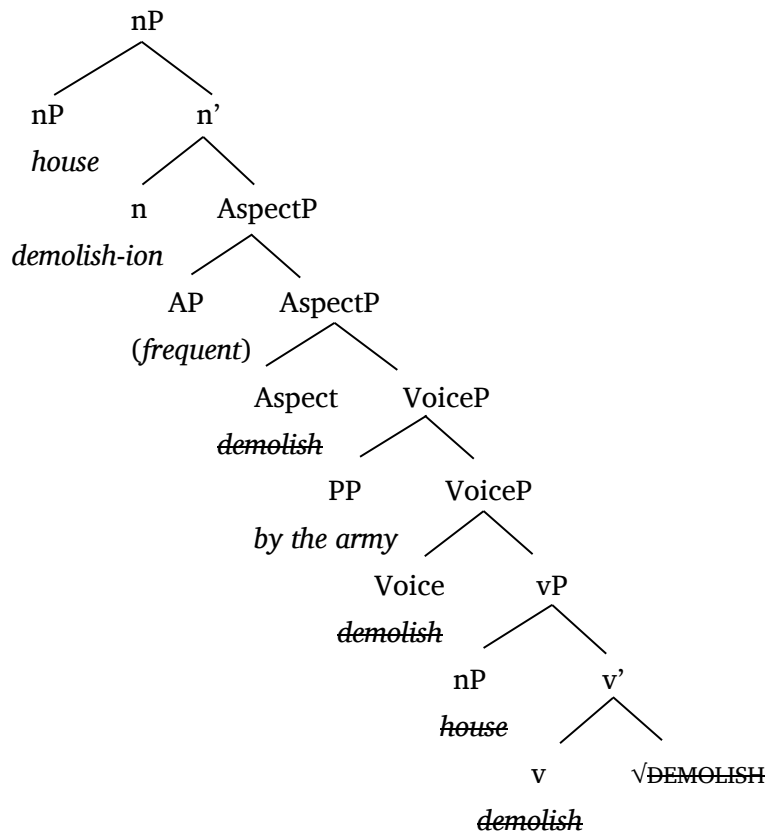 nP
nP n’
house
n AspectP
demolish-ion
AP AspectP
(frequent)
Aspect VoiceP
demolish
PP VoiceP
by the army
Voice vP
demolish
nP v’
house
v √DEMOLISH
demolish